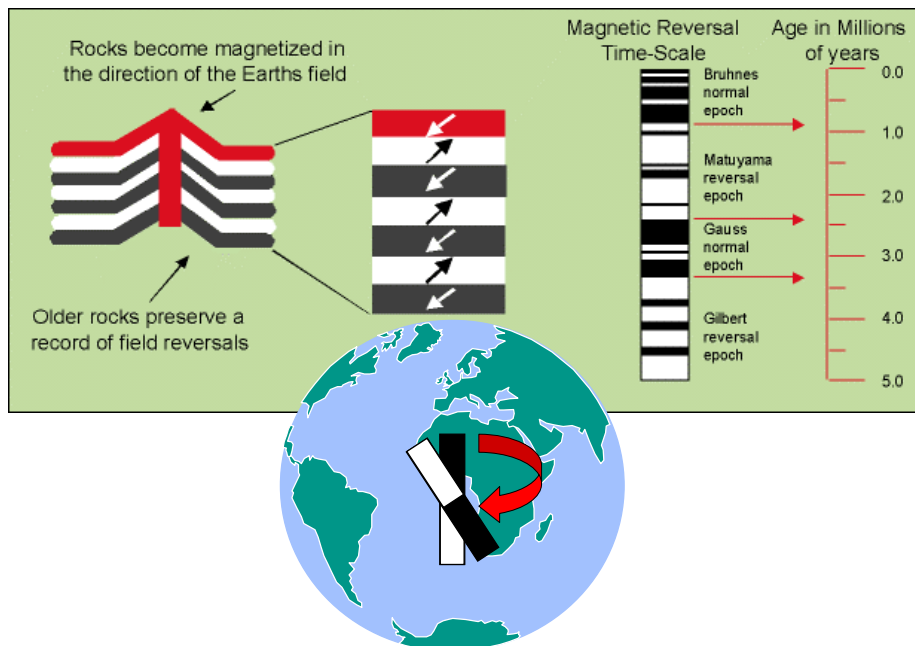 Rocks become magnetized in
the direction of the Earths field
Older rocks preserve a
record of field reversals
Magnetic Reversal
Time-Scale
Bruhnes
normal
epoch
Matuyama
reversal
epoch
Gauss
normal
epoch
Gilbert
reversal
epoch
Age in Millions
of years
0.0
1.0
2.0
3.0
4.0
5.0